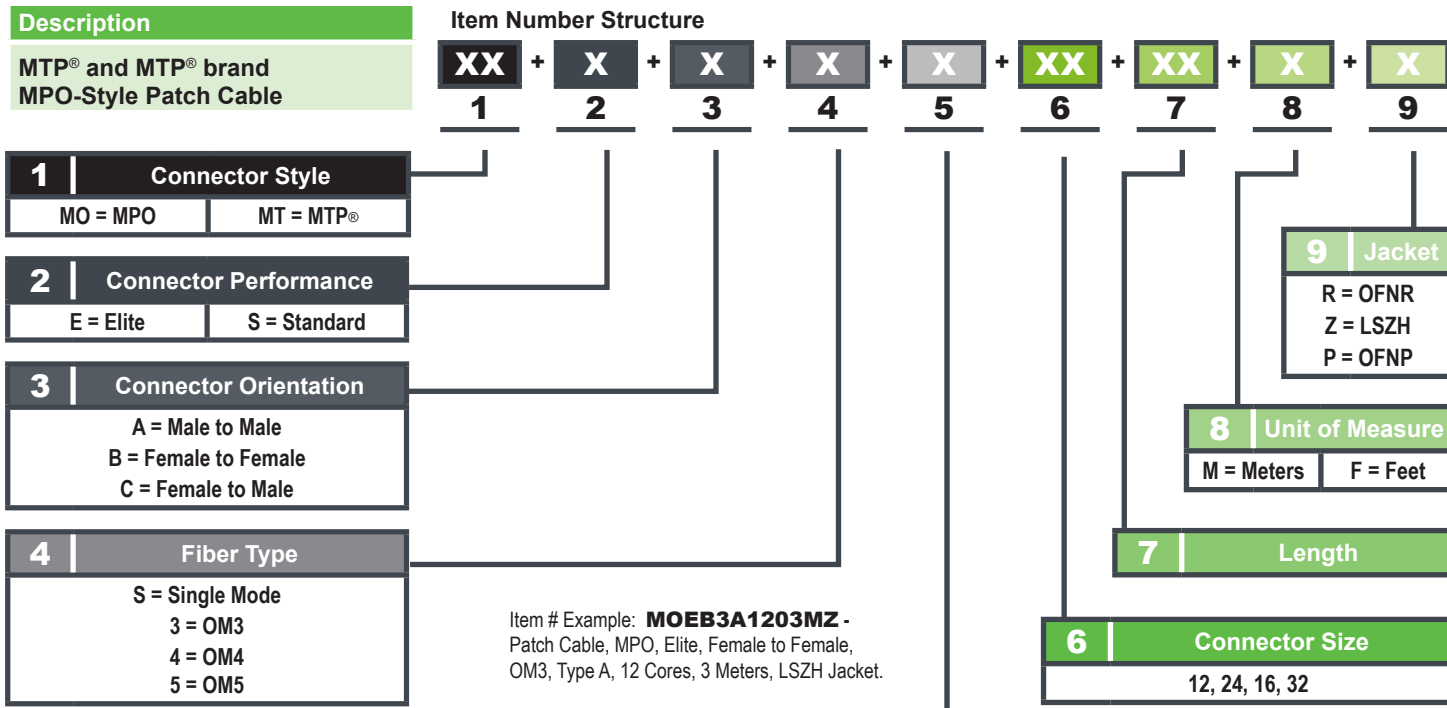 Description
MTP® and MTP® brand
MPO-Style Patch Cable
Item Number Structure
XX + X + X + X + X + XX + XX + X + X
1 2 3 4 5 6 7 8 9
1 Connector Style
MO = MPO MT = MTP®
2 Connector Performance
E = Elite S = Standard
3 Connector Orientation
A = Male to Male
B = Female to Female
C = Female to Male
4 Fiber Type
S = Single Mode
3 = OM3
4 = OM4
5 = OM5
Item # Example: MOEB3A1203MZ -
Patch Cable, MPO, Elite, Female to Female,
OM3, Type A, 12 Cores, 3 Meters, LSZH Jacket.
9 Jacket
R = OFNR
Z = LSZH
P = OFNP
8 Unit of Measure
M = Meters F = Feet
7 Length
6 Connector Size
12, 24, 16, 32